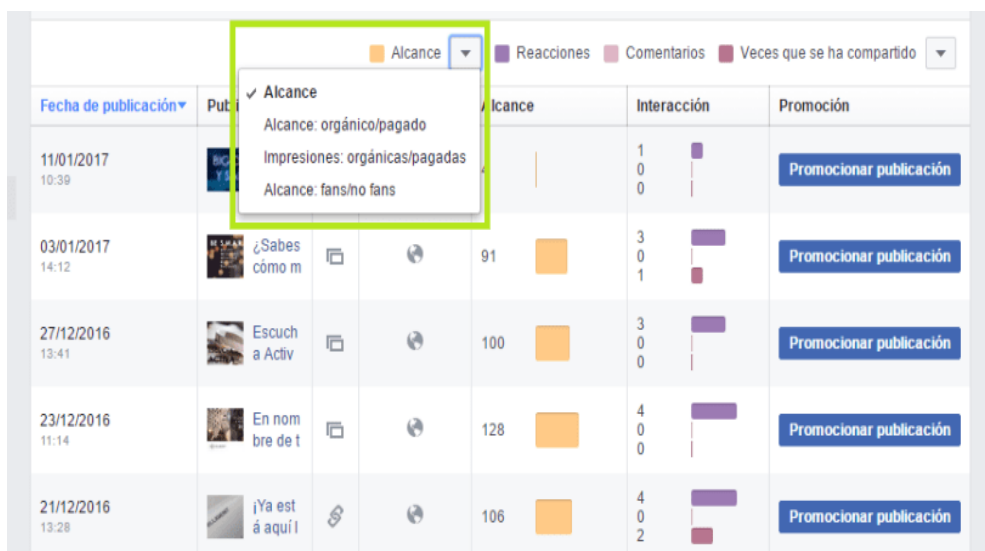 Alcance Reacciones Comentarios Veces que se ha compartido
✓ Alcance
Alcance: orgánico/pagado
Impresiones: orgánicas/pagadas
Alcance: fans/no fans
Fecha de publicación Alcance Interacción Promoción
11/01/2017
10:39
1
0
0
Promocionar publicación
03/01/2017
14:12
¿Sabes
cómo m
91
3
0
1
Promocionar publicación
27/12/2016
13:41
Escuch
a Activ
100
3
0
0
Promocionar publicación
23/12/2016
11:14
En nom
bre de t
128
4
0
0
Promocionar publicación
21/12/2016
13:28
¡Ya est
á aquí l
106
4
0
2
Promocionar publicación